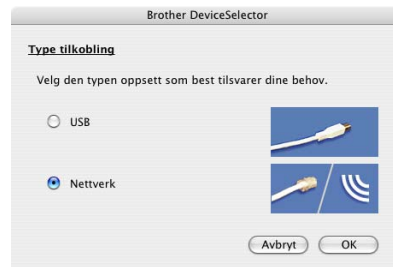 Brother DeviceSelector
Type tilkobling
Velg den typen oppsett som best tilsvarer dine behov.
USB
Nettverk
Avbryt
OK